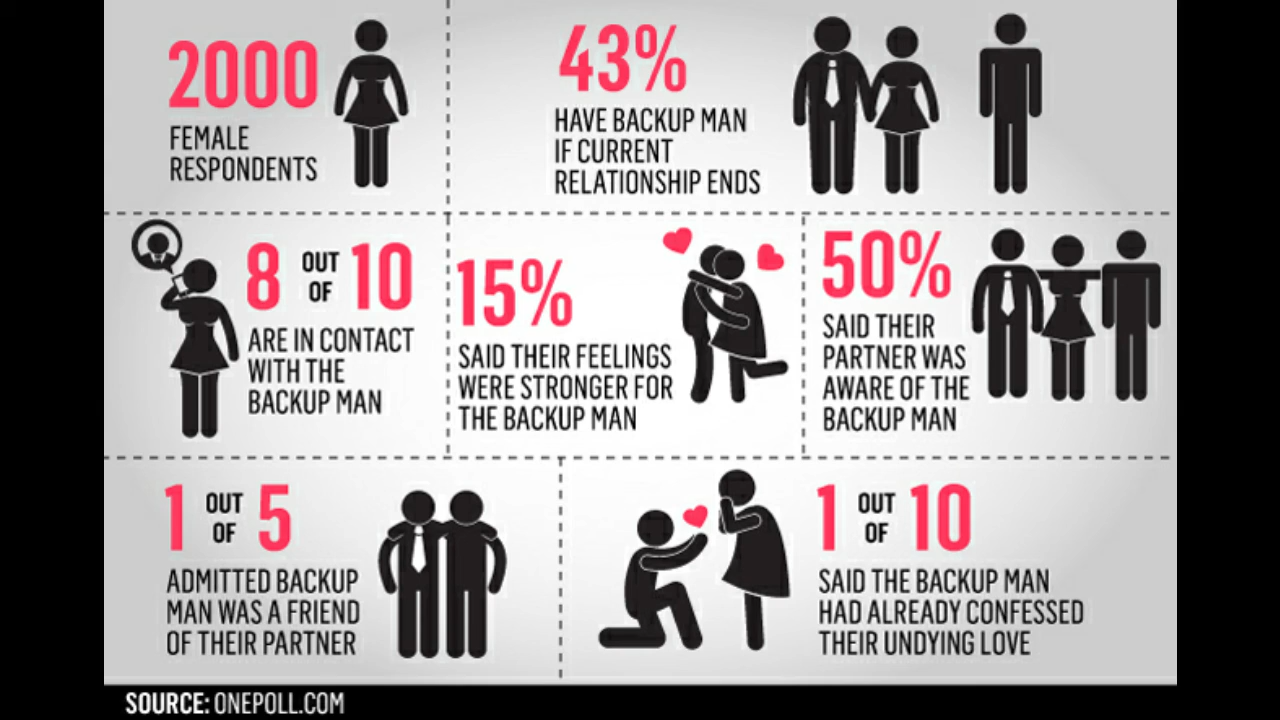 2000
FEMALE
RESPONDENTS
43%
HAVE BACKUP MAN
IF CURRENT
RELATIONSHIP ENDS
8 OUT OF 10
ARE IN CONTACT
WITH THE
BACKUP MAN
15%
SAID THEIR FEELINGS
WERE STRONGER FOR
THE BACKUP MAN
50%
SAID THEIR
PARTNER WAS
AWARE OF THE
BACKUP MAN
1 OUT OF 5
ADMITTED BACKUP
MAN WAS A FRIEND
OF THEIR PARTNER
1 OUT OF 10
SAID THE BACKUP MAN
HAD ALREADY CONFESSED
THEIR UNDYING LOVE
SOURCE: ONEPOLL.COM